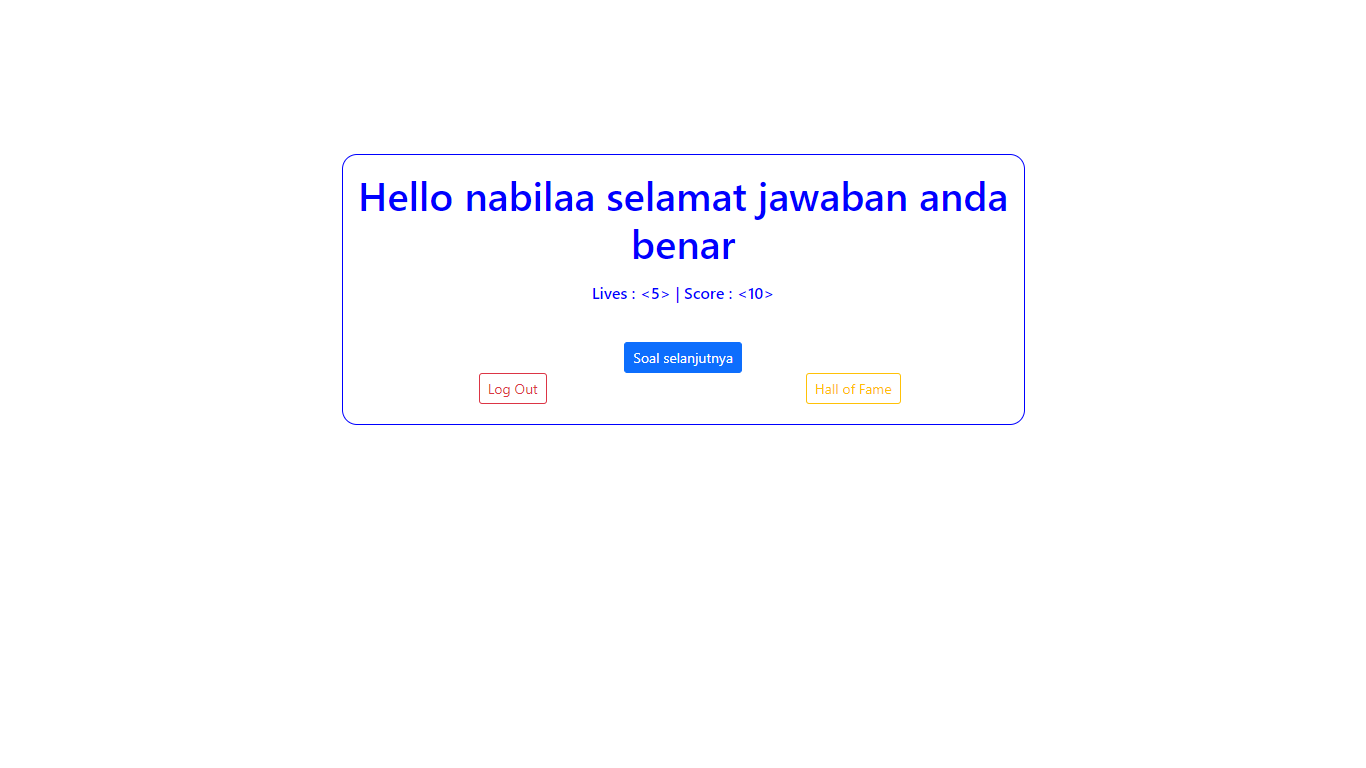 Hello nabilaa selamat jawaban anda
benar
Lives : <5> | Score : <10>
Soal selanjutnya
Log Out
Hall of Fame